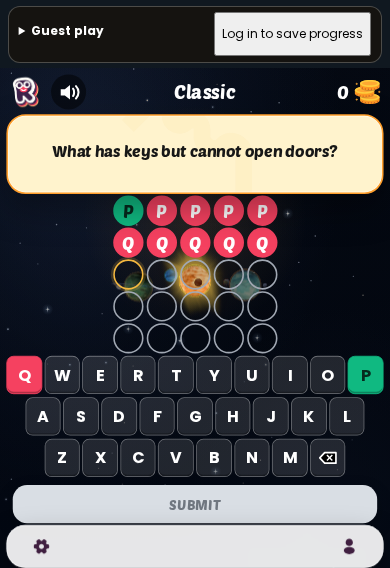 Guest play
Log in to save progress
R
Classic
0
What has keys but cannot open doors?
P P P P P
Q Q Q Q Q
Q W E R T Y U I O P
A S D F G H J K L
Z X C V B N M
SUBMIT